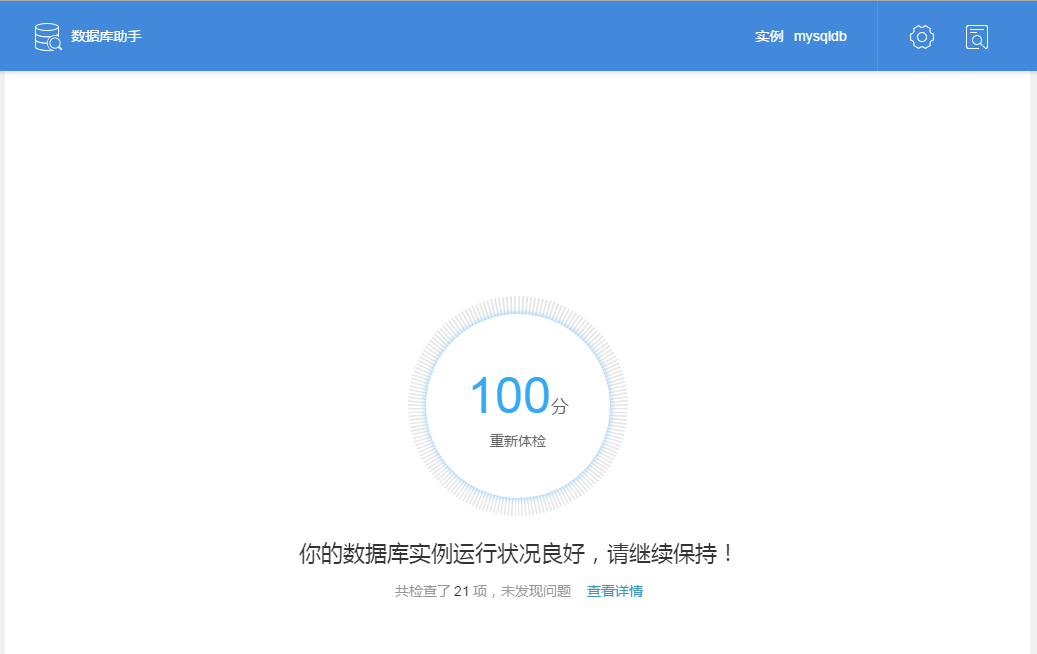 数据库助手
实例 mysqldb
100分
重新体检
你的数据库实例运行状况良好，请继续保持！
共检查了 21 项，未发现问题 查看详情